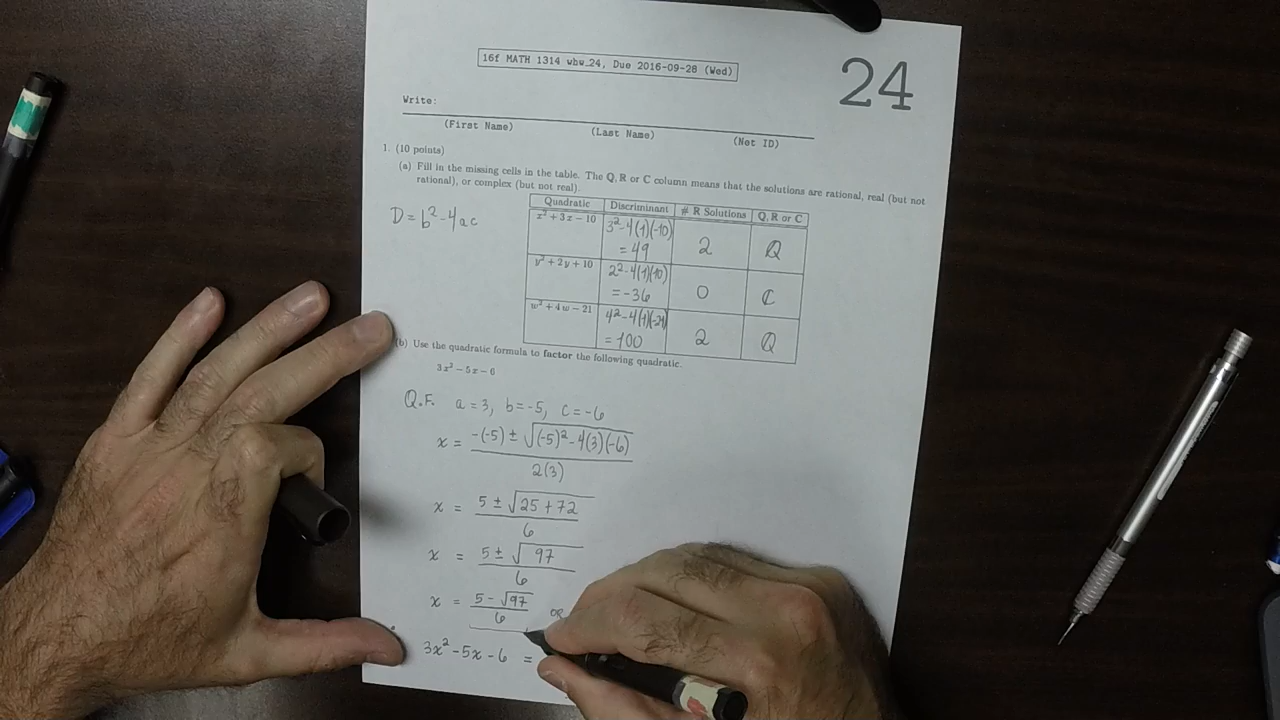 16f MATH 1314 wbw_24, Due 2016-09-28 (Wed)
24
Write:
(First Name) (Last Name) (Net ID)
1. (10 points)
(a) Fill in the missing cells in the table. The Q, R or C column means that the solutions are rational, real (but not
rational), or complex (but not real).
D = b² - 4ac
Quadratic Discriminant # R Solutions Q, R or C
x² + 3x − 10 3² - 4(1)(-10) = 49 2 Q
y² + 2y + 10 2² - 4(1)(10) = -36 0 C
w² + 4w − 21 4² - 4(1)(-21) = 100 2 Q
(b) Use the quadratic formula to factor the following quadratic.
3x² − 5x − 6
Q.F. a = 3, b = -5, c = -6
x = -(-5) ± √(-5)² - 4(3)(-6) / 2(3)
x = 5 ± √25 + 72 / 6
x = 5 ± √97 / 6
x = 5 - √97 / 6 OR
3x² - 5x - 6 =